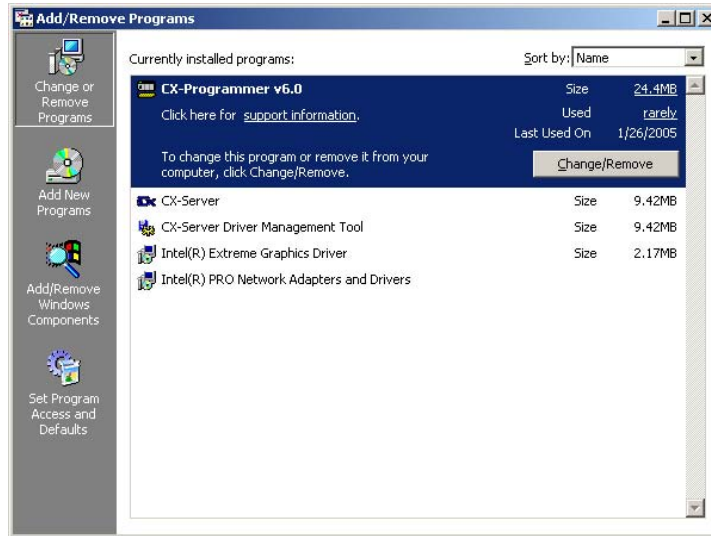 Add/Remove Programs
Change or
Remove
Programs
Add New
Programs
Add/Remove
Windows
Components
Set Program
Access and
Defaults
Currently installed programs:
Sort by: Name
CX-Programmer v6.0 Size 24.4MB
Click here for support information. Used rarely
Last Used On 1/26/2005
To change this program or remove it from your
computer, click Change/Remove.
Change/Remove
CX-Server Size 9.42MB
CX-Server Driver Management Tool Size 9.42MB
Intel(R) Extreme Graphics Driver Size 2.17MB
Intel(R) PRO Network Adapters and Drivers